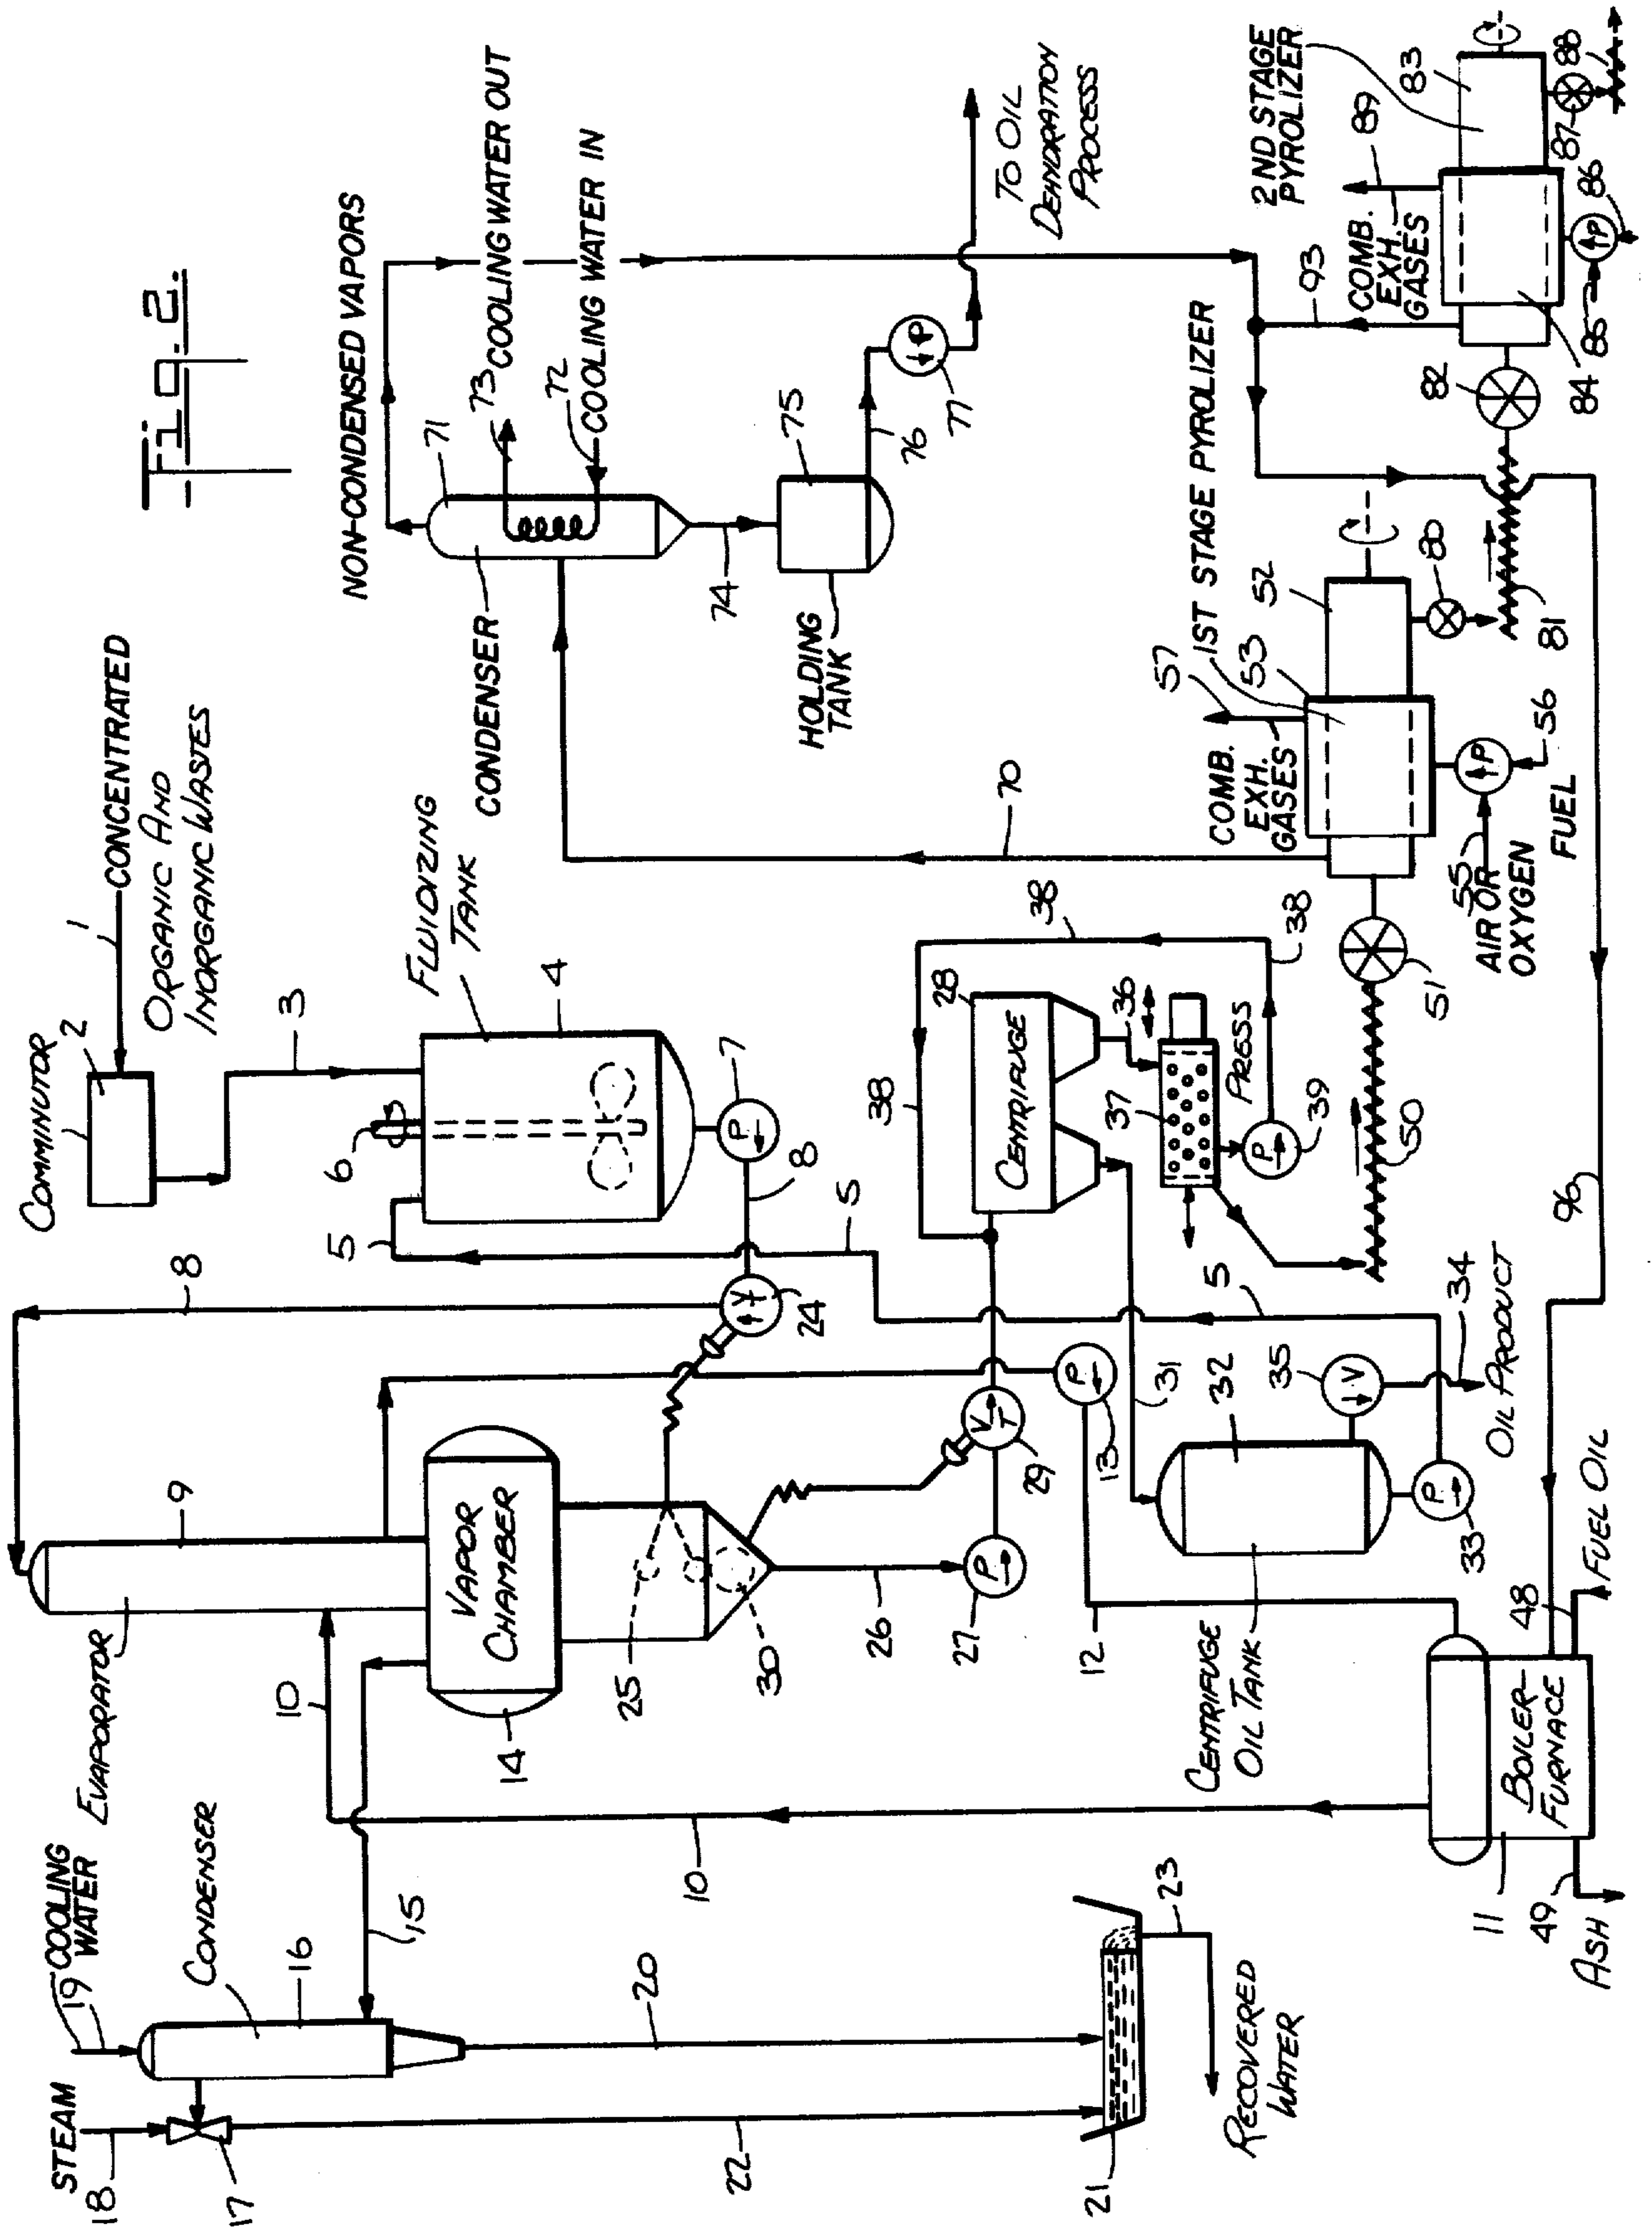 Fig. 2.
STEAM
18
17
19
COOLING
WATER
CONDENSER
16
15
20
22
21
23
RECOVERED
WATER
EVAPORATOR
9
8
10
10
VAPOR
CHAMBER
14
25
30
26
27
29
24
12
13
BOILER-
FURNACE
11
49
ASH
48
FUEL OIL
COMMINUTOR
2
1
CONCENTRATED
ORGANIC AND
INORGANIC WASTES
3
FLUIDIZING
TANK
4
6
5
7
P
8
5
V
P
P
V
T
5
CENTRIFUGE
28
38
38
38
36
37
PRESS
39
P
31
CENTRIFUGE
OIL TANK
32
35
V
33
P
34
OIL PRODUCT
50
51
NON-CONDENSED VAPORS
71
73
COOLING WATER OUT
72
COOLING WATER IN
CONDENSER
74
75
HOLDING
TANK
76
77
P
TO OIL
DEHYDRATION
PROCESS
70
57
1ST STAGE PYROLIZER
COMB.
EXH.
GASES
53
52
55
AIR OR
OXYGEN
P
56
FUEL
80
81
82
96
93
2ND STAGE
PYROLIZER
COMB.
EXH.
GASES
89
83
84
85
P
86
87
88